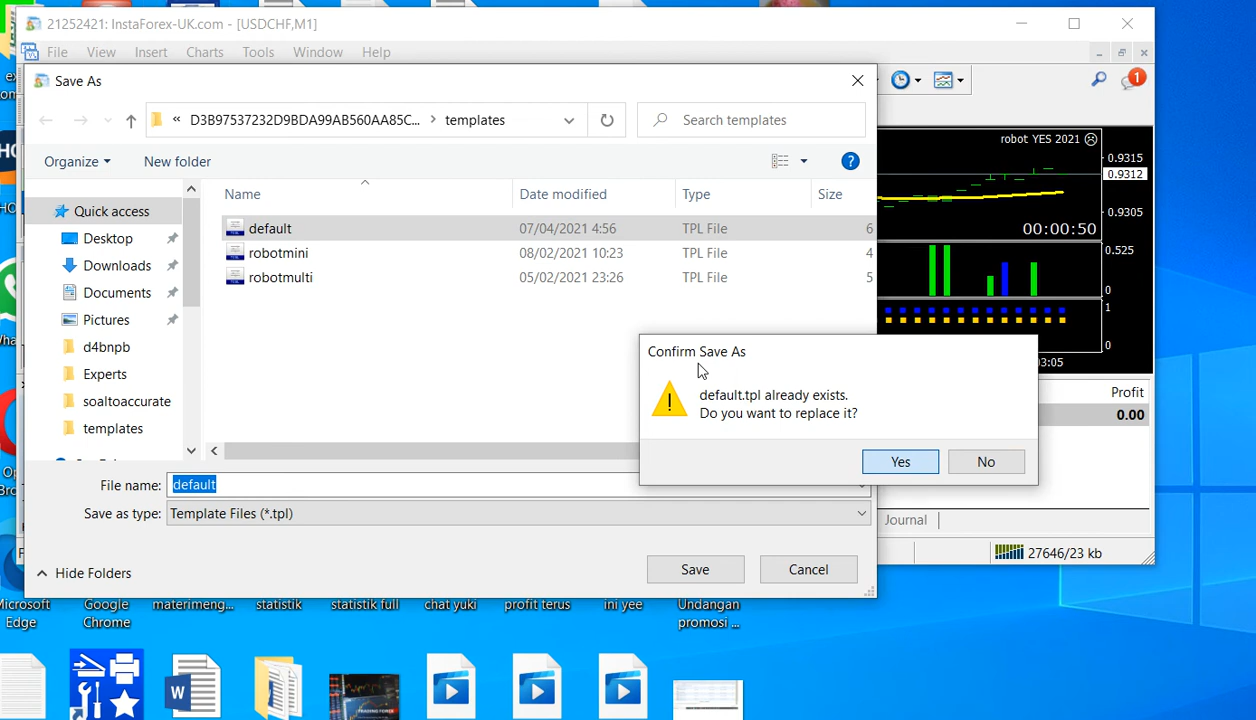 21252421: InstaForex-UK.com - [USDCHF,M1]
File View Insert Charts Tools Window Help
Save As
« D3B97537232D9BDA99AB560AA85C... > templates
Search templates
1
Organize
New folder
?
robot YES 2021
0.9315
0.9312
0.9305
00:00:50
0.525
0
1
0
03:05
Name Date modified Type Size
default 07/04/2021 4:56 TPL File 6
robotmini 08/02/2021 10:23 TPL File 4
robotmulti 05/02/2021 23:26 TPL File 5
Quick access
Desktop
Downloads
Documents
Pictures
d4bnpb
Experts
soaltoaccurate
templates
Confirm Save As
default.tpl already exists.
Do you want to replace it?
Yes No
Profit
0.00
File name: default
Save as type: Template Files (*.tpl)
Journal
27646/23 kb
Hide Folders
Save Cancel
Microsoft
Edge
Google
Chrome
materimeng...
statistik
statistik full
chat yuki
profit terus
ini yee
Undangan
promosi ...
W